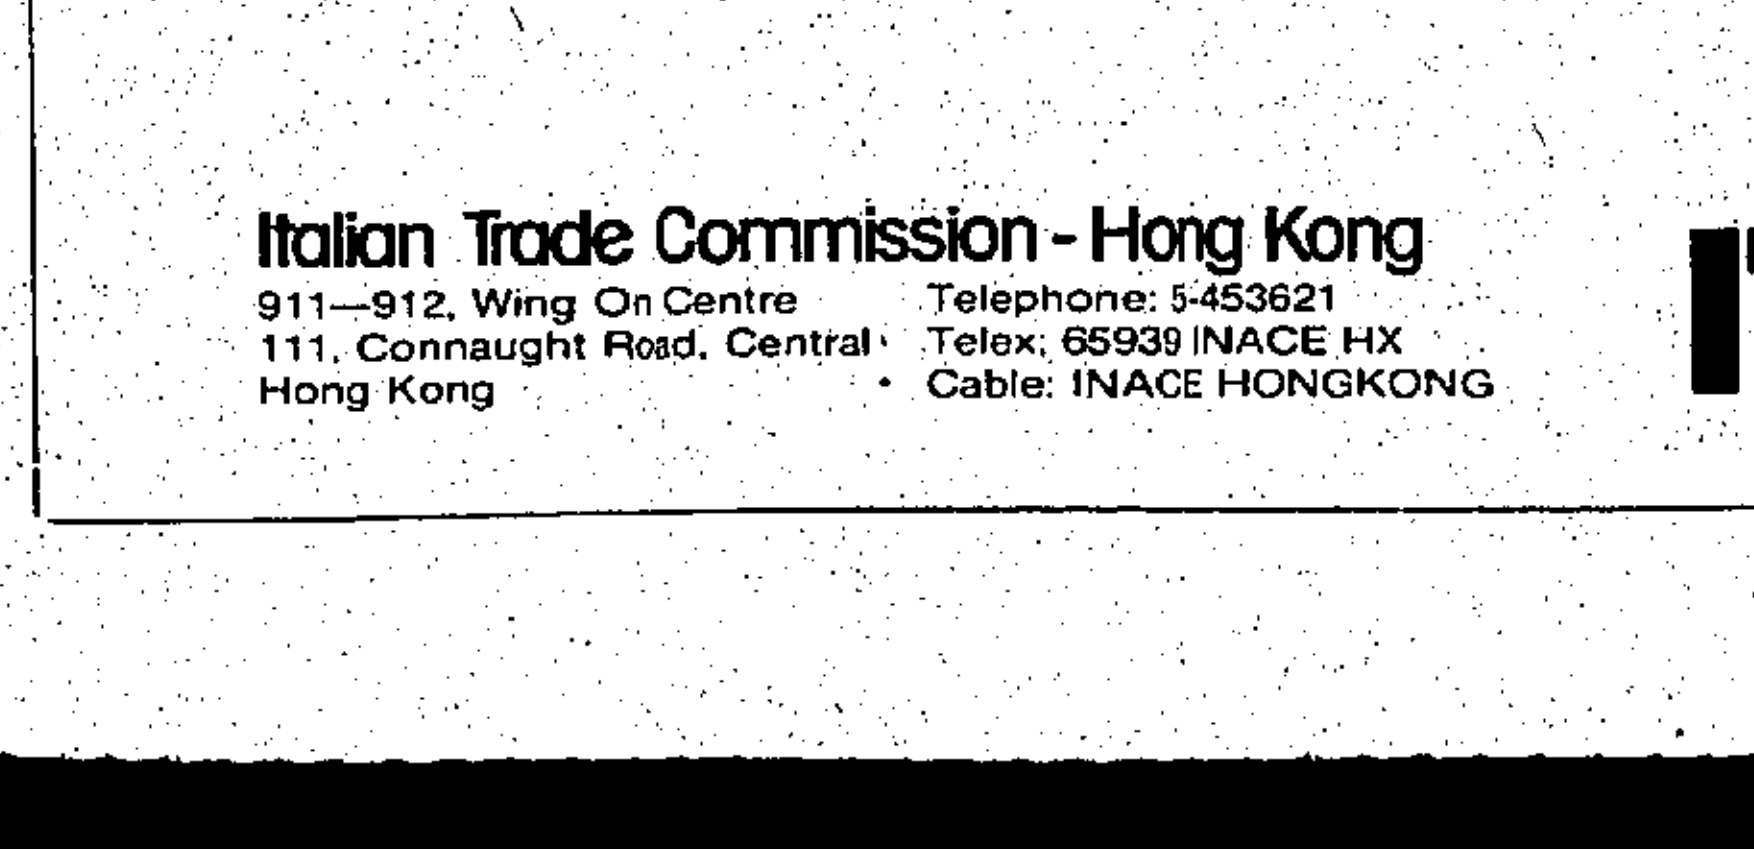 Italian Trade Commission - Hong Kong
911—912, Wing On Centre
111, Connaught Road, Central
Hong Kong
Telephone: 5-453621
Telex: 65939 INACE HX
Cable: INACE HONGKONG